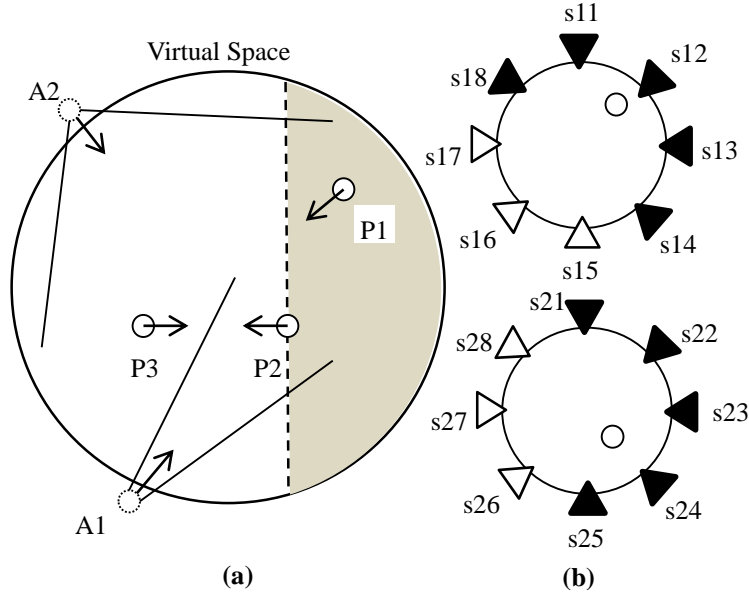 Virtual Space
A2
P1
P3
P2
A1
(a)
s11
s12
s18
s17
s13
s16
s14
s15
s21
s22
s28
s27
s23
s26
s24
s25
(b)